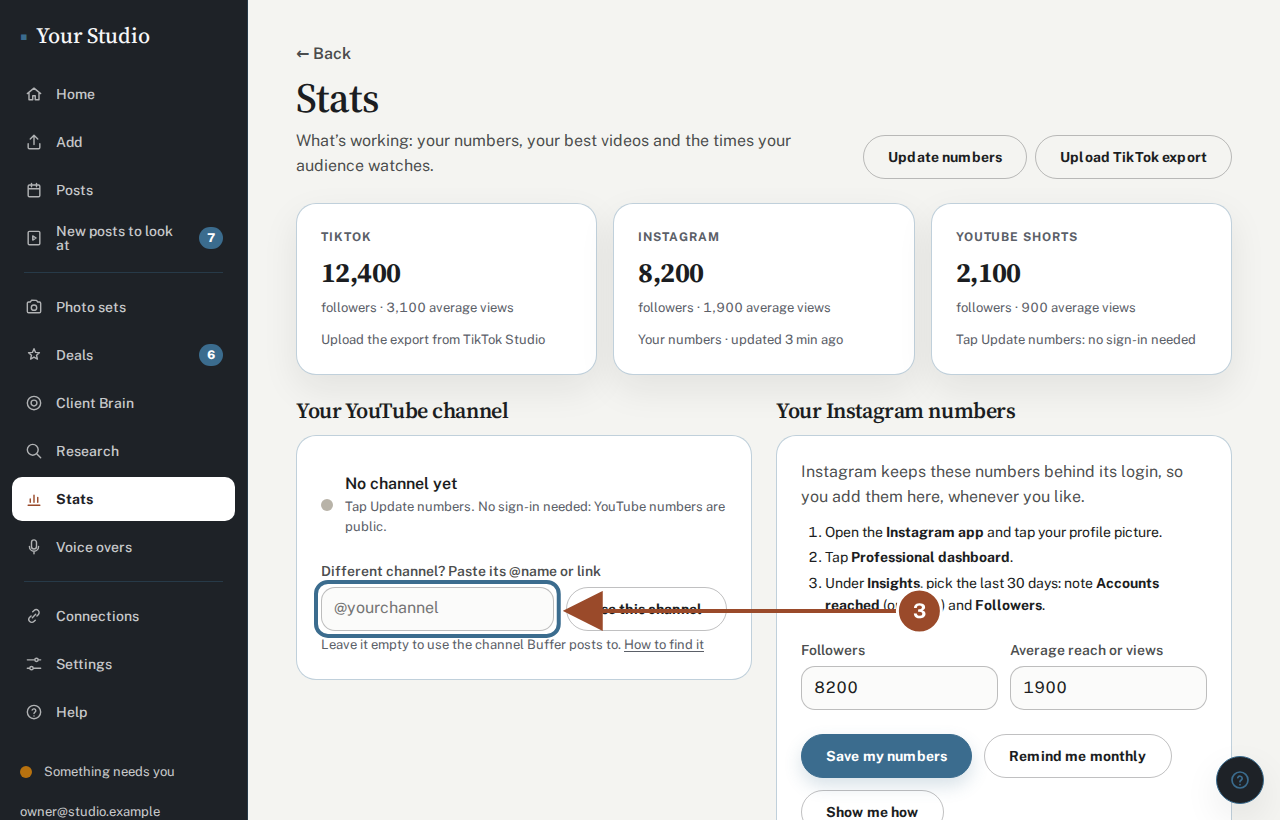 Your Studio
Home
Add
Posts
New posts to look
at
7
Photo sets
Deals
6
Client Brain
Research
Stats
Voice overs
Connections
Settings
Help
Something needs you
owner@studio.example
← Back
Stats
What's working: your numbers, your best videos and the times your
audience watches.
Update numbers
Upload TikTok export
TIKTOK
12,400
followers · 3,100 average views
Upload the export from TikTok Studio
INSTAGRAM
8,200
followers · 1,900 average views
Your numbers · updated 3 min ago
YOUTUBE SHORTS
2,100
followers · 900 average views
Tap Update numbers: no sign-in needed
Your YouTube channel
No channel yet
Tap Update numbers. No sign-in needed: YouTube numbers are
public.
Different channel? Paste its @name or link
@yourchannel
this channel
Leave it empty to use the channel Buffer posts to. How to find it
3
Your Instagram numbers
Instagram keeps these numbers behind its login, so
you add them here, whenever you like.
1. Open the Instagram app and tap your profile picture.
2. Tap Professional dashboard.
3. Under Insights, pick the last 30 days: note Accounts
reached and Followers.
Followers
Average reach or views
8200
1900
Save my numbers
Remind me monthly
Show me how